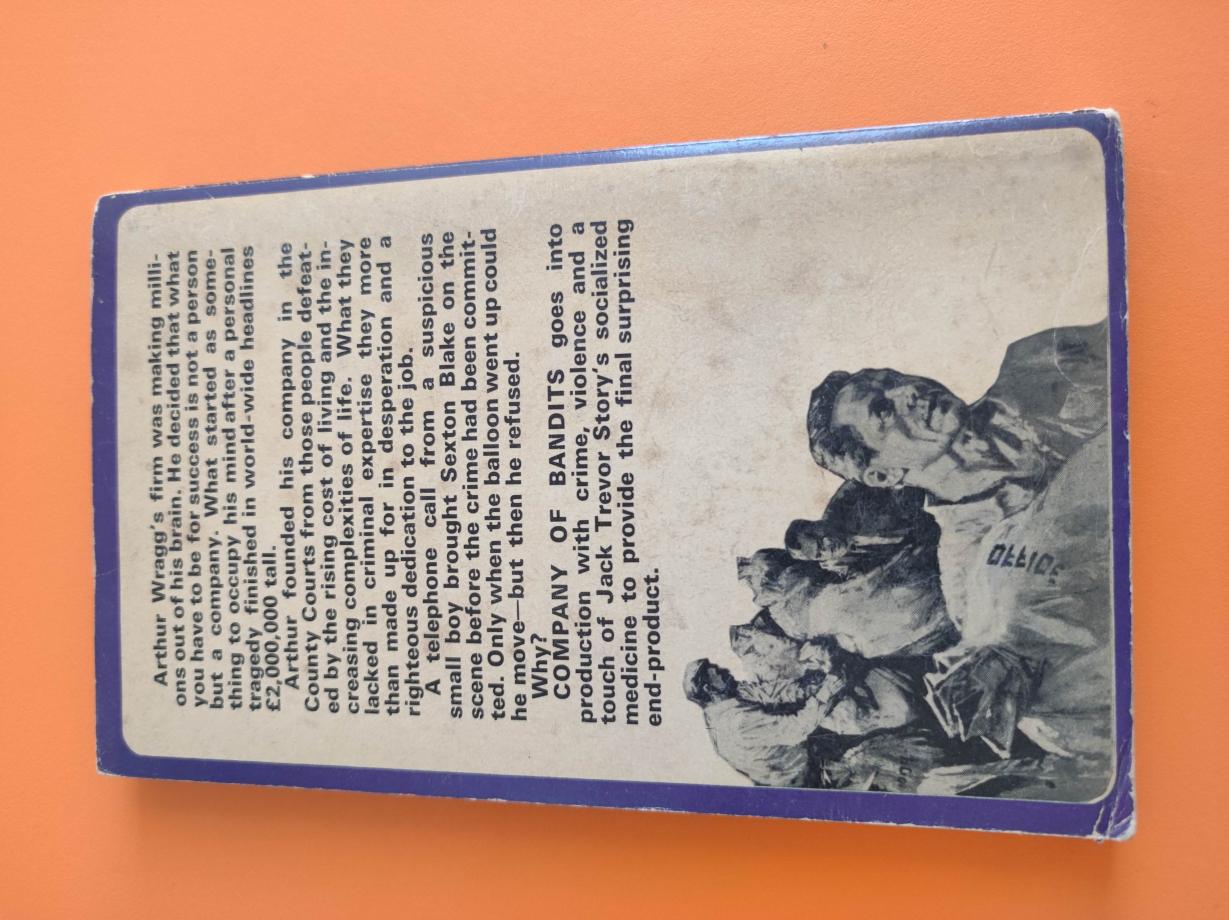 Arthur Wragg's firm was making milli-
ons out of his brain. He decided that what
you have to be for success is not a person
but a company. What started as some-
thing to occupy his mind after a personal
tragedy finished in world-wide headlines
£2,000,000 tall.
Arthur founded his company in the
County Courts from those people defeat-
ed by the rising cost of living and the in-
creasing complexities of life. What they
lacked in criminal expertise they more
than made up for in desperation and a
righteous dedication to the job.
A telephone call from a suspicious
small boy brought Sexton Blake on the
scene before the crime had been commit-
ted. Only when the balloon went up could
he move—but then he refused.
Why?
COMPANY OF BANDITS goes into
production with crime, violence and a
touch of Jack Trevor Story's socialized
medicine to provide the final surprising
end-product.